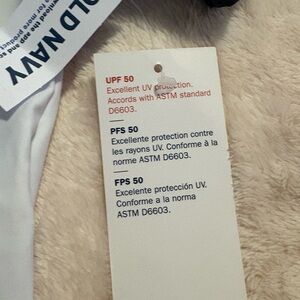 OLD NAVY
UPF 50
Excellent UV protection.
Accords with ASTM standard
D6603.
PFS 50
Excellente protection contre
les rayons UV. Conforme à la
norme ASTM D6603.
FPS 50
Excelente protección UV.
Conforme a la norma
ASTM D6603.